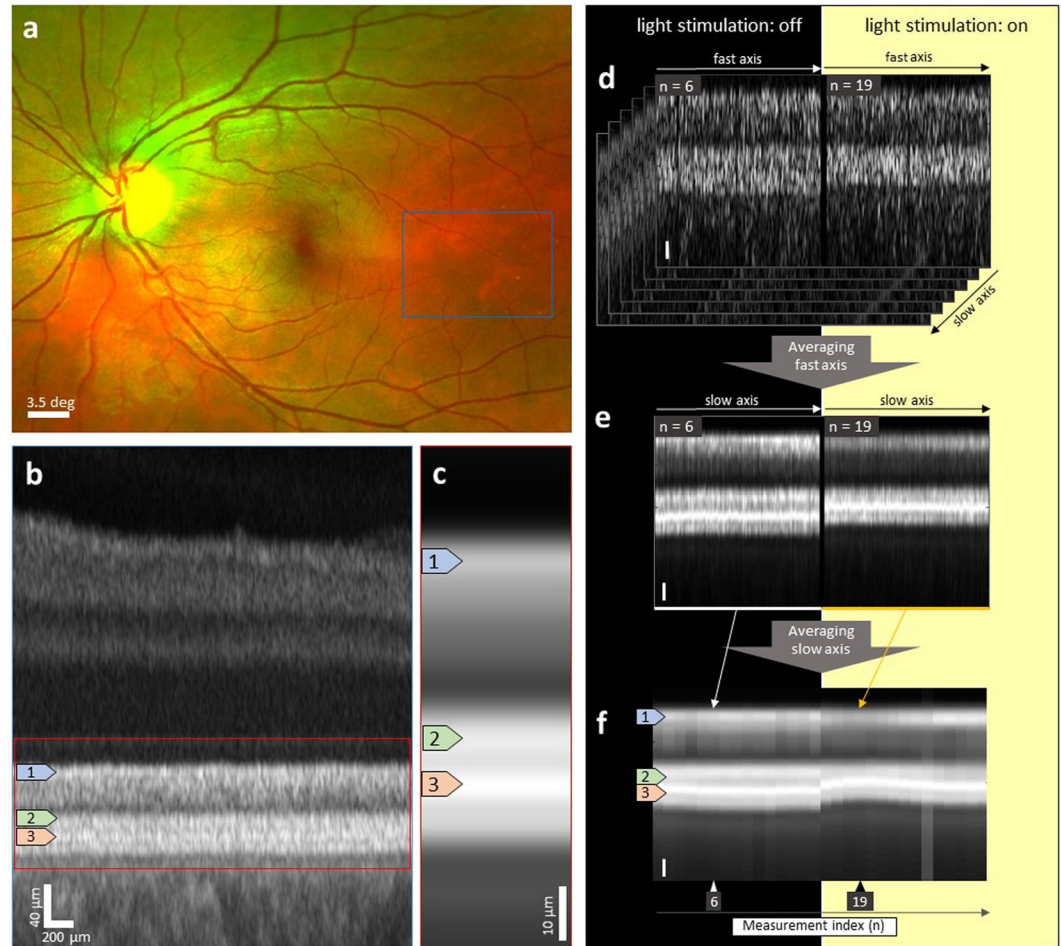 a
3.5 deg
b
1
2
3
40 µm
200 µm
c
1
2
3
10 µm
light stimulation: off
light stimulation: on
fast axis
fast axis
d
n = 6
n = 19
slow axis
Averaging
fast axis
slow axis
slow axis
e
n = 6
n = 19
Averaging
slow axis
f
1
2
3
6
19
Measurement index (n)